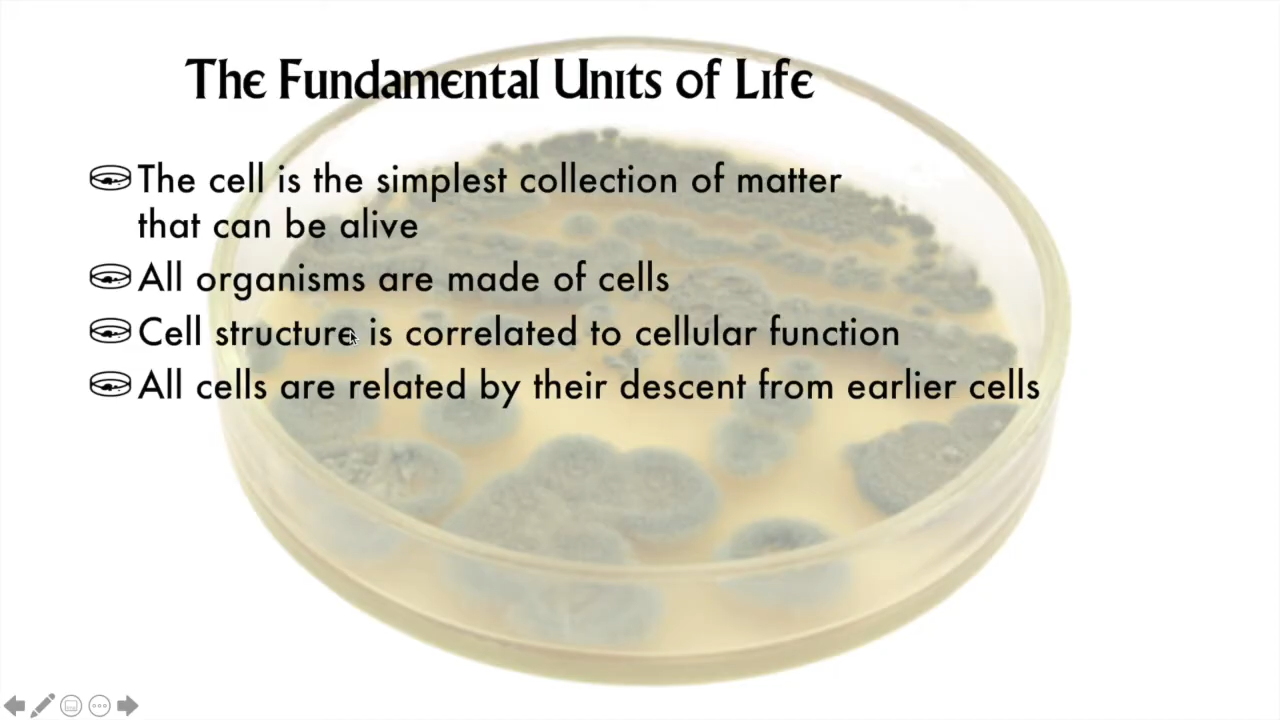 The Fundamental Units of Life
The cell is the simplest collection of matter
that can be alive
All organisms are made of cells
Cell structure is correlated to cellular function
All cells are related by their descent from earlier cells